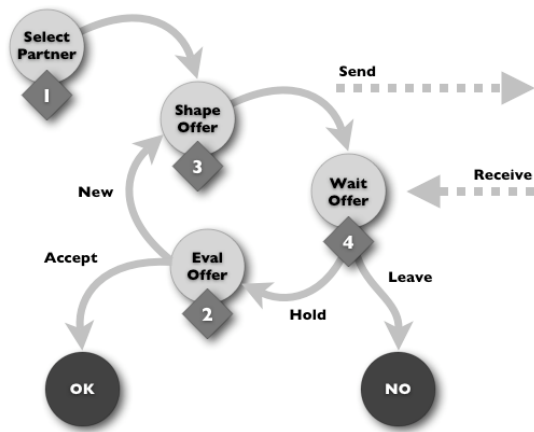 Select
Partner
1
Send
Shape
Offer
3
Receive
Wait
Offer
New
4
Accept
Eval
Offer
Leave
2
Hold
OK
NO